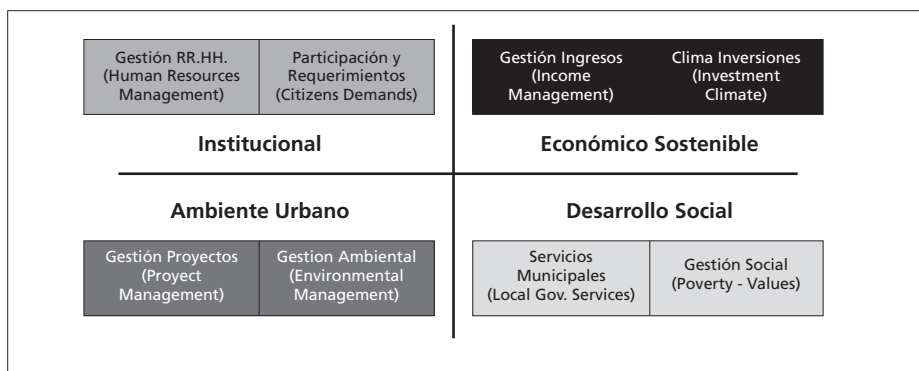 Gestión RR.HH.
(Human Resources
Management)
Participación y
Requerimientos
(Citizens Demands)
Institucional
Gestión Ingresos
(Income
Management)
Clima Inversiones
(Investment
Climate)
Económico Sostenible
Ambiente Urbano
Gestión Proyectos
(Proyect
Management)
Gestion Ambiental
(Environmental
Management)
Desarrollo Social
Servicios
Municipales
(Local Gov. Services)
Gestión Social
(Poverty - Values)